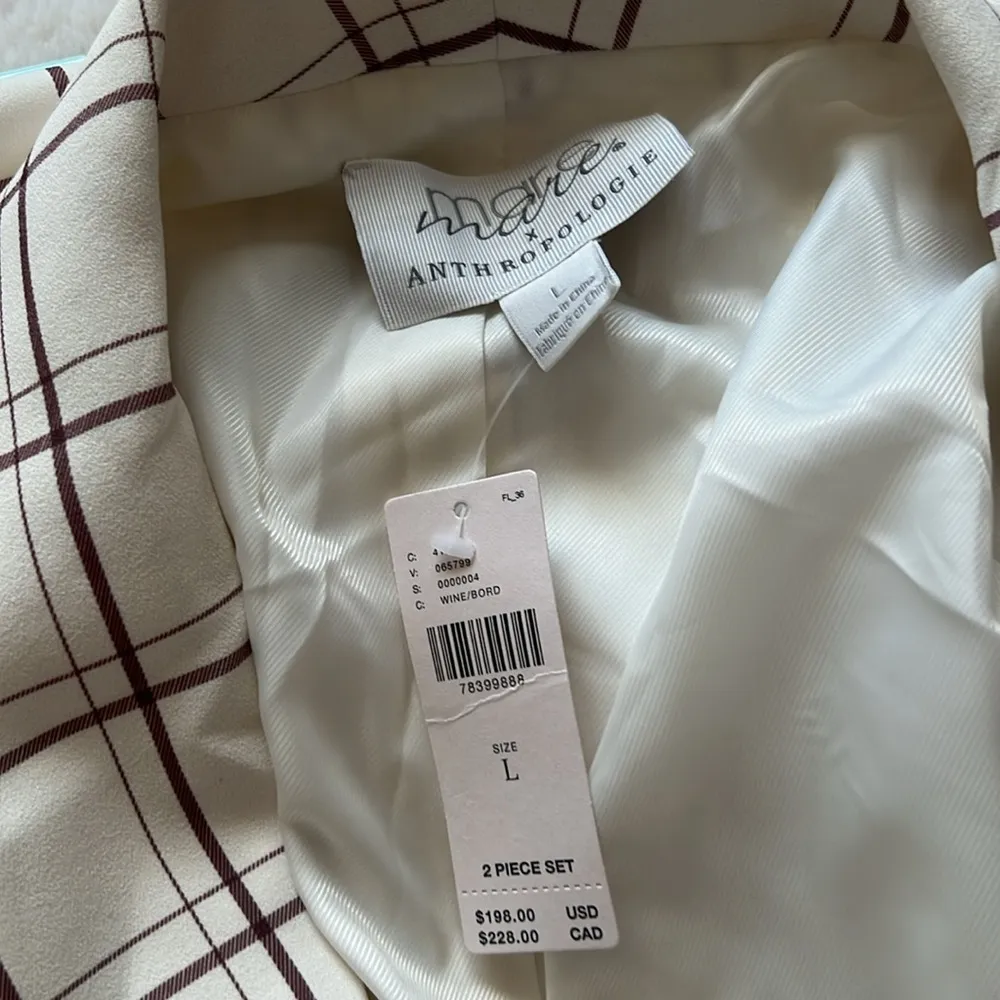 maeve®
x
ANTHROPOLOGIE
L
Made in China
Fabriqué en Chine
FL_36
C: 4
V: 065799
S: 0000004
C: WINE/BORD
78399888
SIZE
L
2 PIECE SET
$198.00 USD
$228.00 CAD